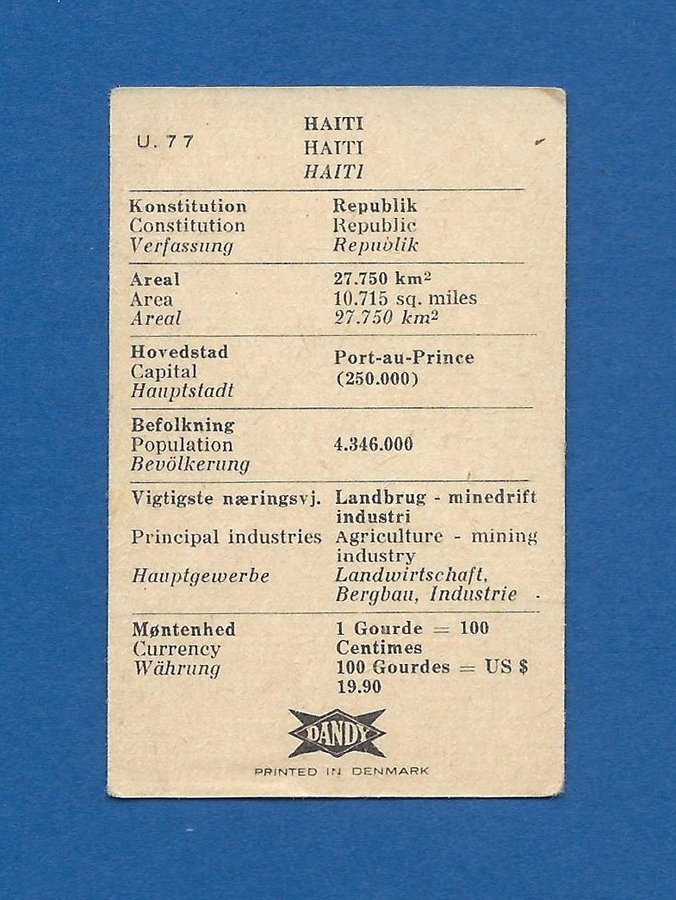 U. 77
HAITI
HAITI
HAITI
Konstitution Republik
Constitution Republic
Verfassung Republik
Areal 27.750 km²
Area 10.715 sq. miles
Areal 27.750 km²
Hovedstad
Capital
Hauptstadt
Port-au-Prince
(250.000)
Befolkning
Population 4.346.000
Bevölkerung
Vigtigste næringsvj. Landbrug - minedrift
industri
Principal industries Agriculture - mining
industry
Hauptgewerbe Landwirtschaft,
Bergbau, Industrie
Møntenhed 1 Gourde = 100
Currency Centimes
Währung 100 Gourdes = US $
19.90
DANDY
PRINTED IN DENMARK